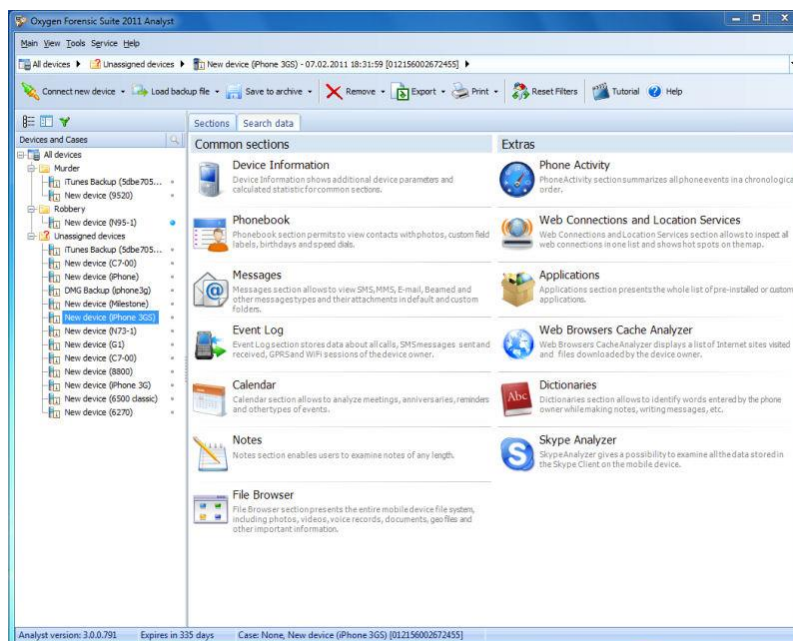 Oxygen Forensic Suite 2011 Analyst
Main View Tools Service Help
All devices Unassigned devices New device (iPhone 3GS) - 07.02.2011 18:31:59 [012156002672455]
Connect new device Load backup file Save to archive Remove Export Print Reset Filters Tutorial Help
Devices and Cases
All devices
Murder
iTunes Backup (5dbe705...
New device (9520)
Robbery
New device (N95-1)
Unassigned devices
iTunes Backup (5dbe705...
New device (C7-00)
New device (iPhone)
DMG Backup (iphone3g)
New device (Milestone)
New device (iPhone 3GS)
New device (N73-1)
New device (G1)
New device (C7-00)
New device (8800)
New device (iPhone 3G)
New device (6500 classic)
New device (6270)
Sections Search data
Common sections
Device Information
Device Information shows additional device parameters and
calculated statistic for common sections.
Phonebook
Phonebook section permits to view contacts with photos, custom field
labels, birthdays and speed dials.
Messages
Messages section allows to view SMS, MMS, E-mail, Beamed and
other messages types and their attachments in default and custom
folders.
Event Log
Event Log section stores data about all calls, SMS messages sent and
received, GPRS and WiFi sessions of the device owner.
Calendar
Calendar section allows to analyze meetings, anniversaries, reminders
and other types of events.
Notes
Notes section enables users to examine notes of any length.
File Browser
File Browser section presents the entire mobile device file system,
including photos, videos, voice records, documents, geo files and
other important information.
Extras
Phone Activity
Phone Activity section summarizes all phone events in a chronologica
order.
Web Connections and Location Services
Web Connections and Location Services section allows to inspect all
web connections in one list and shows hot spots on the map.
Applications
Applications section presents the whole list of pre-installed or custom
applications.
Web Browsers Cache Analyzer
Web Browsers Cache Analyzer displays a list of Internet sites visited
and files downloaded by the device owner.
Abc
Dictionaries
Dictionaries section allows to identify words entered by the phone
owner while making notes, writing messages, etc.
Skype Analyzer
Skype Analyzer gives a possibility to examine all the data stored in
the Skype Client on the mobile device.
Analyst version: 3.0.0.791 Expires in 335 days Case: None, New device (iPhone 3GS) [012156002672455]